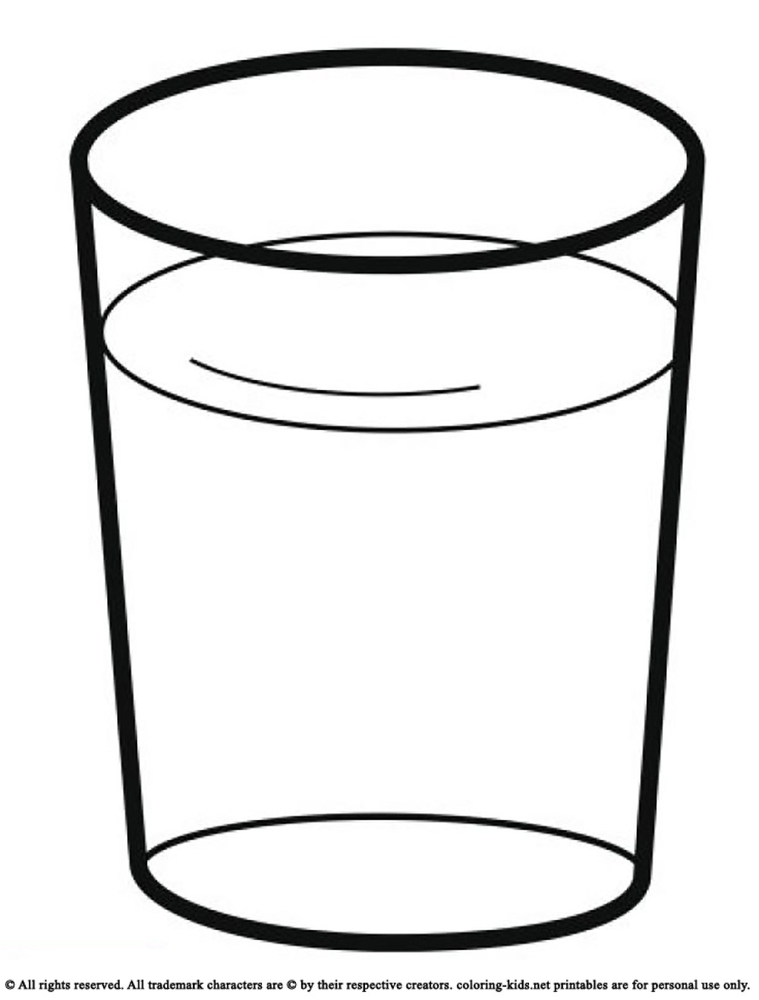 © All rights reserved. All trademark characters are © by their respective creators. coloring-kids.net printables are for personal use only.